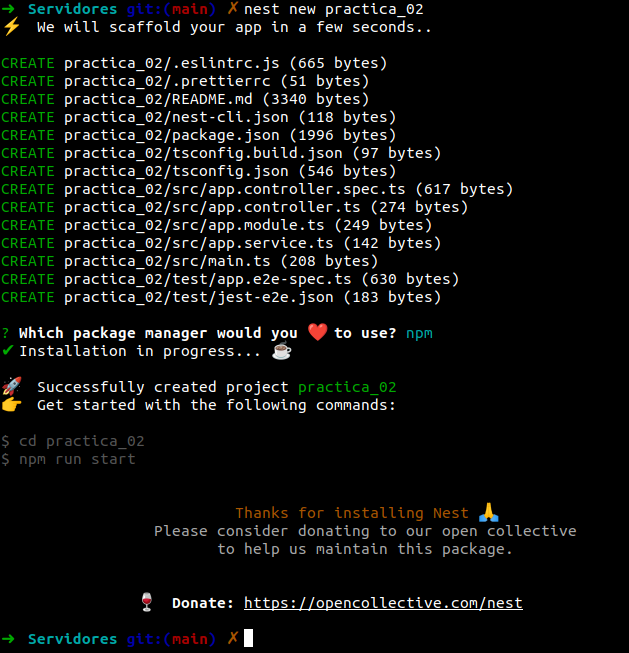 ➜ Servidores git:(main) ✗ nest new practica_02
⚡ We will scaffold your app in a few seconds..
CREATE practica_02/.eslintrc.js (665 bytes)
CREATE practica_02/.prettierrc (51 bytes)
CREATE practica_02/README.md (3340 bytes)
CREATE practica_02/nest-cli.json (118 bytes)
CREATE practica_02/package.json (1996 bytes)
CREATE practica_02/tsconfig.build.json (97 bytes)
CREATE practica_02/tsconfig.json (546 bytes)
CREATE practica_02/src/app.controller.spec.ts (617 bytes)
CREATE practica_02/src/app.controller.ts (274 bytes)
CREATE practica_02/src/app.module.ts (249 bytes)
CREATE practica_02/src/app.service.ts (142 bytes)
CREATE practica_02/src/main.ts (208 bytes)
CREATE practica_02/test/app.e2e-spec.ts (630 bytes)
CREATE practica_02/test/jest-e2e.json (183 bytes)
? Which package manager would you ❤️ to use? npm
✔ Installation in progress... ☕
🚀 Successfully created project practica_02
👉 Get started with the following commands:
$ cd practica_02
$ npm run start
Thanks for installing Nest 🙏
Please consider donating to our open collective
to help us maintain this package.
🍷 Donate: https://opencollective.com/nest
➜ Servidores git:(main) ✗